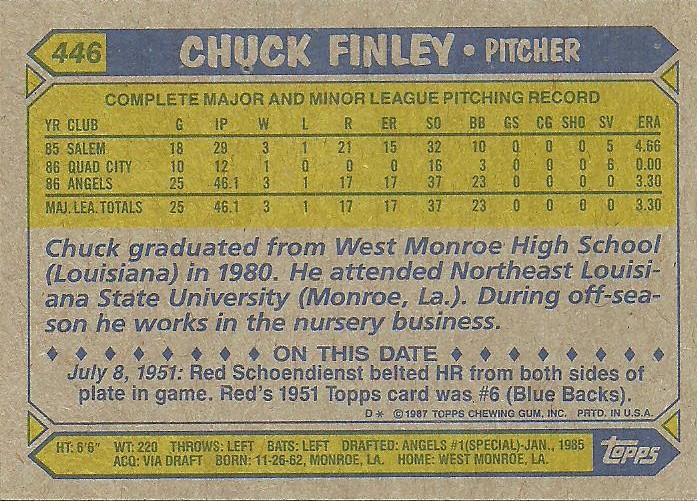 446 CHUCK FINLEY • PITCHER
COMPLETE MAJOR AND MINOR LEAGUE PITCHING RECORD
YR CLUB G IP W L R ER SO BB GS CG SHO SV ERA
85 SALEM 18 29 3 1 21 15 32 10 0 0 0 5 4.66
86 QUAD CITY 10 12 1 0 0 0 16 3 0 0 0 6 0.00
86 ANGELS 25 46.1 3 1 17 17 37 23 0 0 0 0 3.30
MAJ. LEA. TOTALS 25 46.1 3 1 17 17 37 23 0 0 0 0 3.30
Chuck graduated from West Monroe High School
(Louisiana) in 1980. He attended Northeast Louisi-
ana State University (Monroe, La.). During off-sea-
son he works in the nursery business.
♦ ♦ ♦ ♦ ♦ ♦ ♦ ♦ ON THIS DATE ♦ ♦ ♦ ♦ ♦ ♦ ♦ ♦
July 8, 1951: Red Schoendienst belted HR from both sides of
plate in game. Red's 1951 Topps card was #6 (Blue Backs).
D* © 1987 TOPPS CHEWING GUM, INC. PRTD. IN U.S.A.
HT: 6'6" WT: 220 THROWS: LEFT BATS: LEFT DRAFTED: ANGELS #1(SPECIAL)-JAN., 1985
ACQ: VIA DRAFT BORN: 11-26-62, MONROE, LA. HOME: WEST MONROE, LA.
Topps